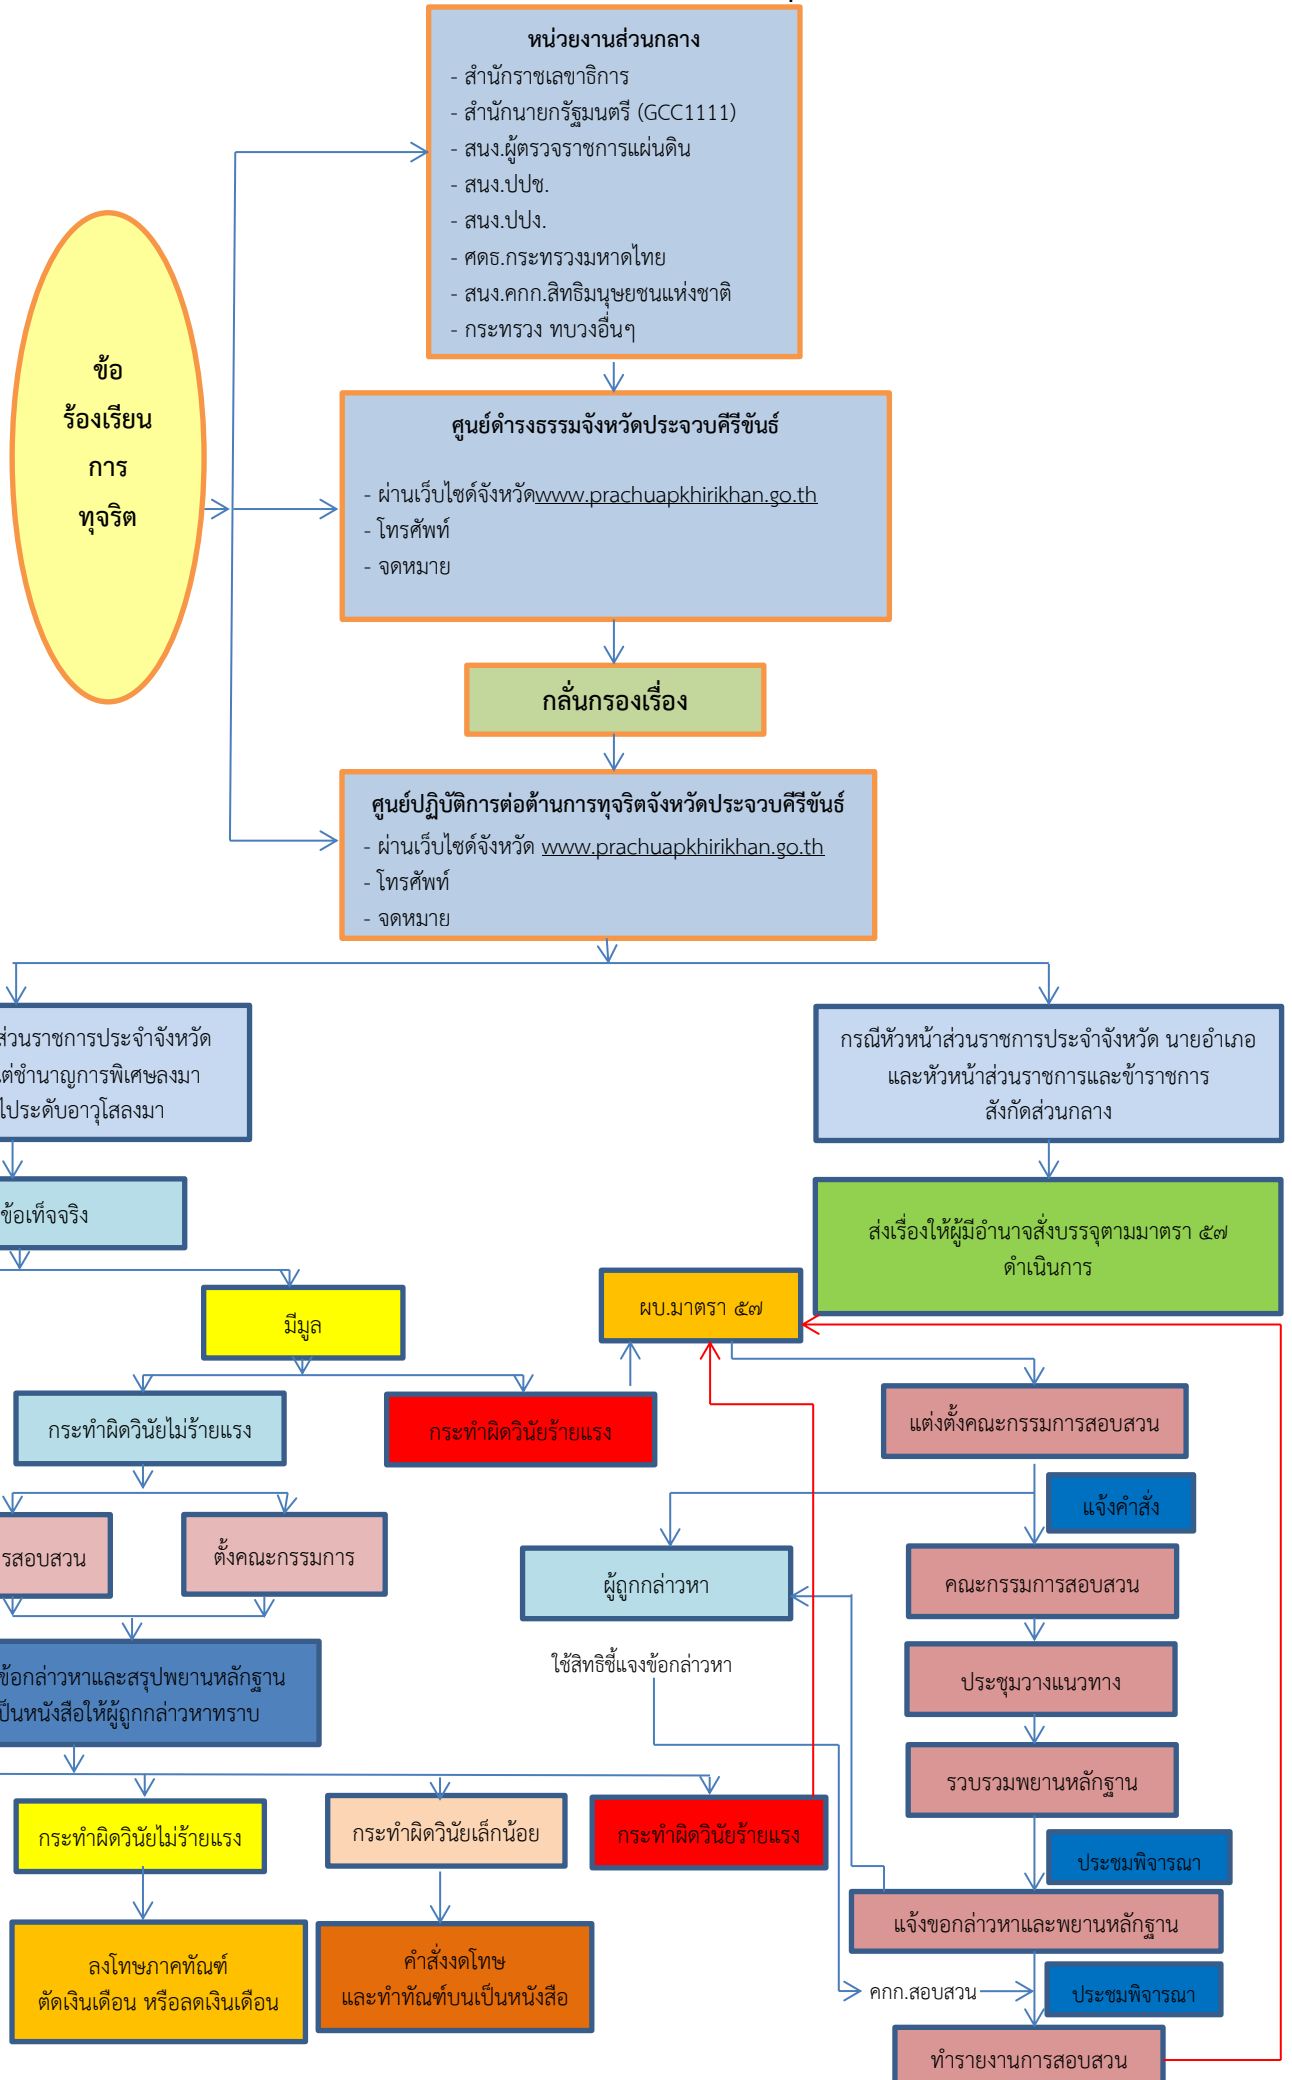 หน่วยงานส่วนกลาง
- สำนักราชเลขาธิการ
- สำนักนายกรัฐมนตรี (GCC1111)
- สนง.ผู้ตรวจราชการแผ่นดิน
- สนง.ปปช.
- สนง.ปปง.
- ศดธ.กระทรวงมหาดไทย
- สนง.คกก.สิทธิมนุษยชนแห่งชาติ
- กระทรวง ทบวงอื่นๆ
ข้อ
ร้องเรียน
การ
ทุจริต
ศูนย์ดำรงธรรมจังหวัดประจวบคีรีขันธ์
- ผ่านเว็บไซด์จังหวัดwww.prachuapkhirikhan.go.th
- โทรศัพท์
- จดหมาย
กลั่นกรองเรื่อง
ศูนย์ปฏิบัติการต่อต้านการทุจริตจังหวัดประจวบคีรีขันธ์
- ผ่านเว็บไซด์จังหวัด www.prachuapkhirikhan.go.th
- โทรศัพท์
- จดหมาย
ส่วนราชการประจำจังหวัด
ต่ชำนาญการพิเศษลงมา
ไประดับอาวุโสลงมา
กรณีหัวหน้าส่วนราชการประจำจังหวัด นายอำเภอ
และหัวหน้าส่วนราชการและข้าราชการ
สังกัดส่วนกลาง
ข้อเท็จจริง
ส่งเรื่องให้ผู้มีอำนาจสั่งบรรจุตามมาตรา ๕๗
ดำเนินการ
มีมูล
ผบ.มาตรา ๕๗
กระทำผิดวินัยไม่ร้ายแรง
กระทำผิดวินัยร้ายแรง
แต่งตั้งคณะกรรมการสอบสวน
แจ้งคำสั่ง
รสอบสวน
ตั้งคณะกรรมการ
ผู้ถูกกล่าวหา
คณะกรรมการสอบสวน
ใช้สิทธิชี้แจงข้อกล่าวหา
ข้อกล่าวหาและสรุปพยานหลักฐาน
ป็นหนังสือให้ผู้ถูกกล่าวหาทราบ
ประชุมวางแนวทาง
รวบรวมพยานหลักฐาน
กระทำผิดวินัยไม่ร้ายแรง
กระทำผิดวินัยเล็กน้อย
กระทำผิดวินัยร้ายแรง
ประชมพิจารณา
แจ้งขอกล่าวหาและพยานหลักฐาน
ลงโทษภาคทัณฑ์
ตัดเงินเดือน หรือลดเงินเดือน
คำสั่งงดโทษ
และทำทัณฑ์บนเป็นหนังสือ
คกก.สอบสวน
ประชมพิจารณา
ทำรายงานการสอบสวน